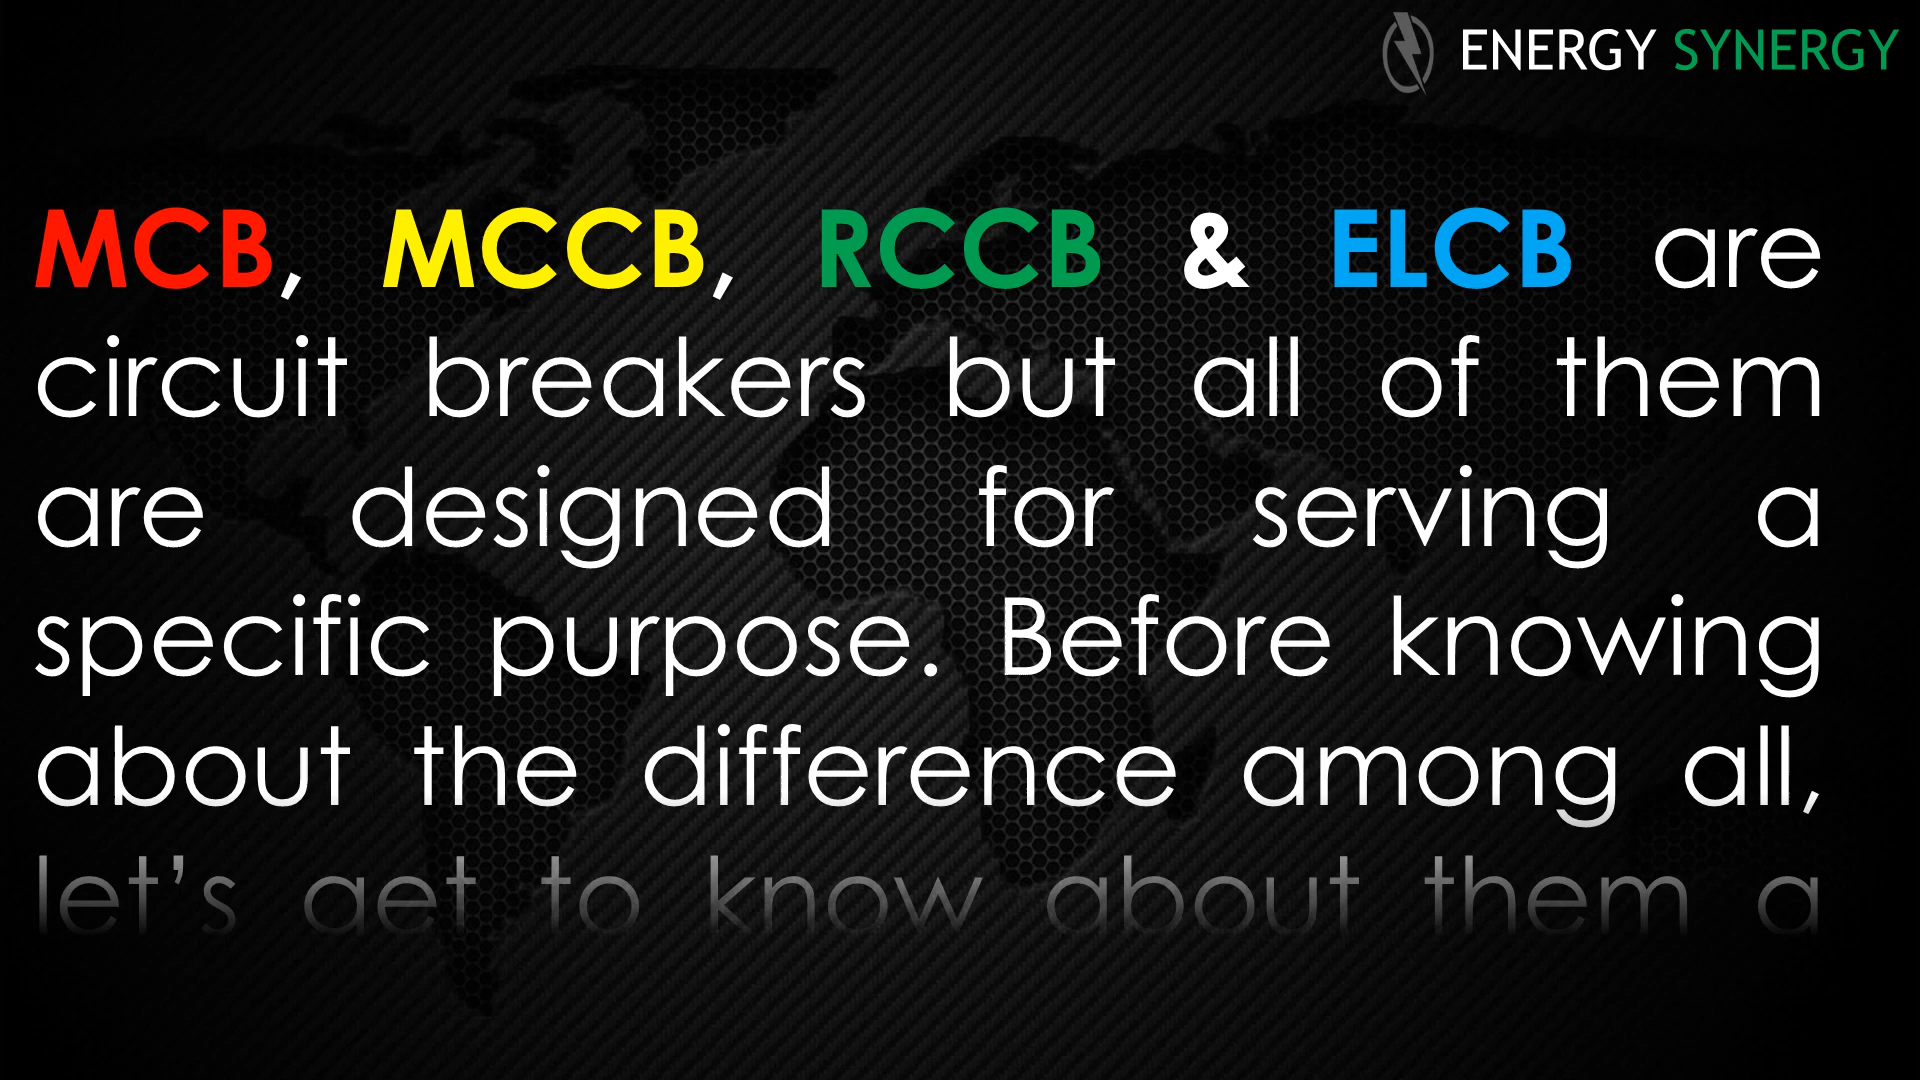 ENERGY SYNERGY
MCB, MCCB, RCCB & ELCB are
circuit breakers but all of them
are designed for serving a
specific purpose. Before knowing
about the difference among all,
let’s get to know about them a